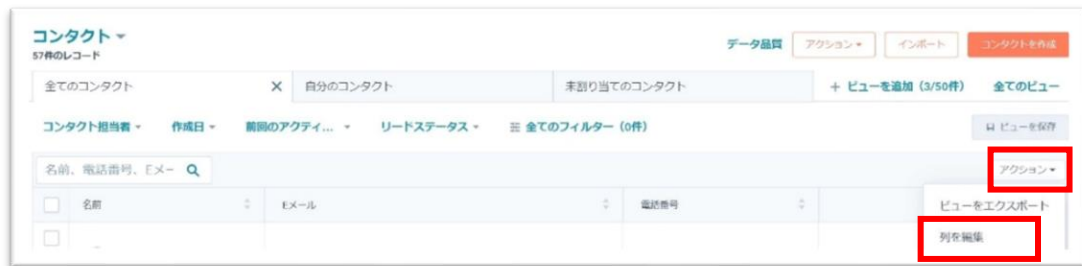 コンタクト
57件のレコード
データ品質 アクション インポート コンタクトを作成
全てのコンタクト 自分のコンタクト 未割り当てのコンタクト + ビューを追加（3/50件） 全てのビュー
コンタクト担当者 作成日 前回のアクティ... リードステータス 全てのフィルター（0件） ビューを保存
名前、電話番号、Eメー アクション
名前 Eメール 電話番号
ビューをエクスポート
列を編集